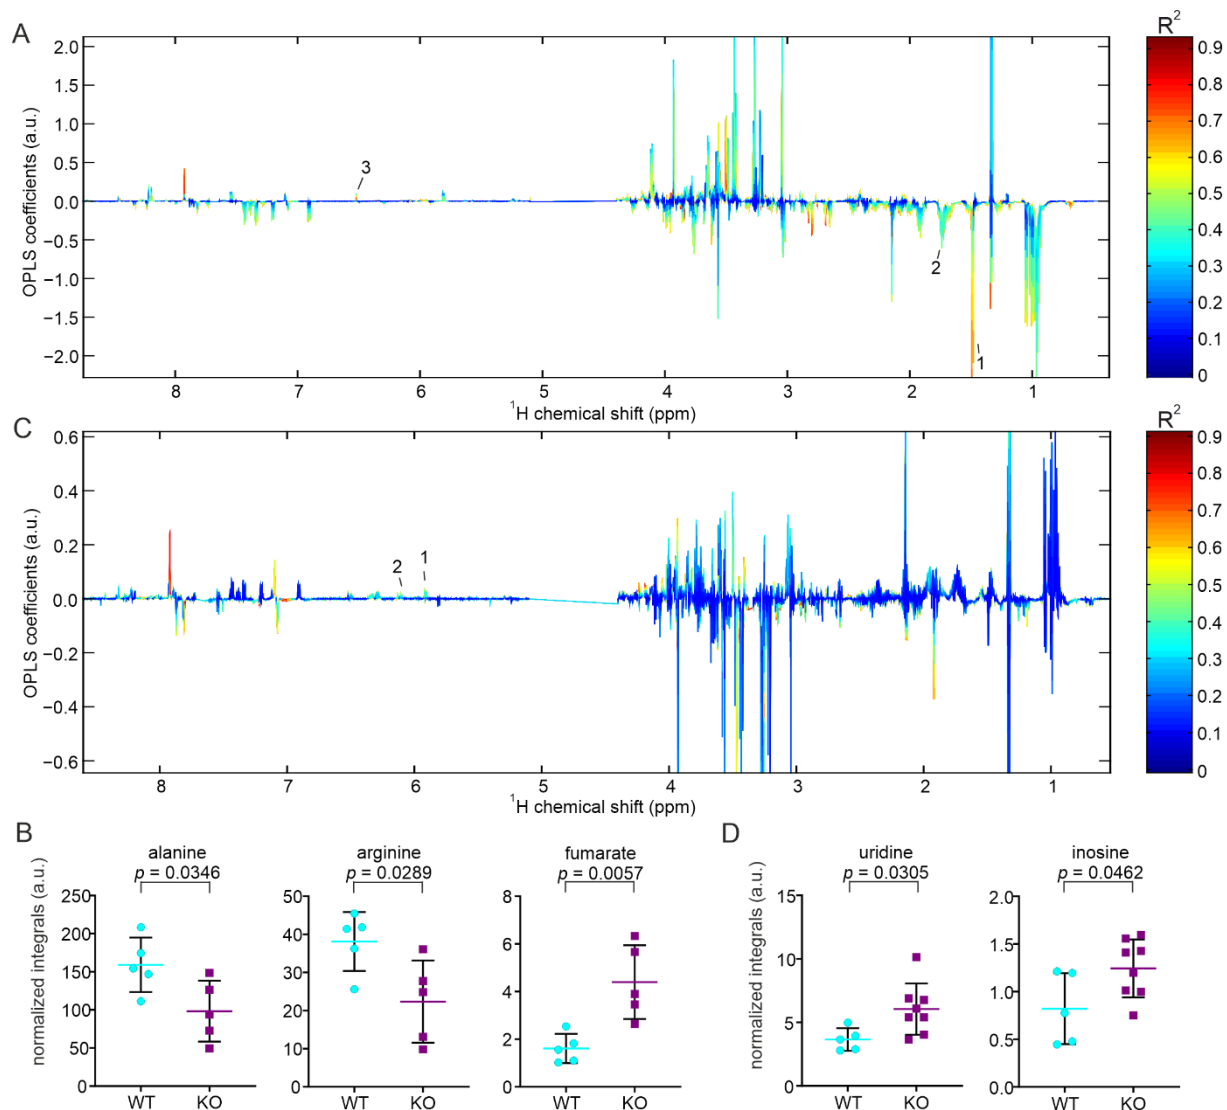 A
R²
OPLS coefficients (a.u.)
2.0
1.5
1.0
0.5
0.0
−0.5
−1.0
−1.5
−2.0
3
2
1
8 7 6 5 4 3 2 1
¹H chemical shift (ppm)
0.9
0.8
0.7
0.6
0.5
0.4
0.3
0.2
0.1
0
C
R²
OPLS coefficients (a.u.)
0.6
0.4
0.2
0.0
−0.2
−0.4
−0.6
2 1
8 7 6 5 4 3 2 1
¹H chemical shift (ppm)
0.9
0.8
0.7
0.6
0.5
0.4
0.3
0.2
0.1
0
B
normalized integrals (a.u.)
alanine
p = 0.0346
250
200
150
100
50
0
WT KO
arginine
p = 0.0289
50
40
30
20
10
0
WT KO
fumarate
p = 0.0057
8
6
4
2
0
WT KO
D
normalized integrals (a.u.)
uridine
p = 0.0305
15
10
5
0
WT KO
inosine
p = 0.0462
2.0
1.5
1.0
0.5
0.0
WT KO